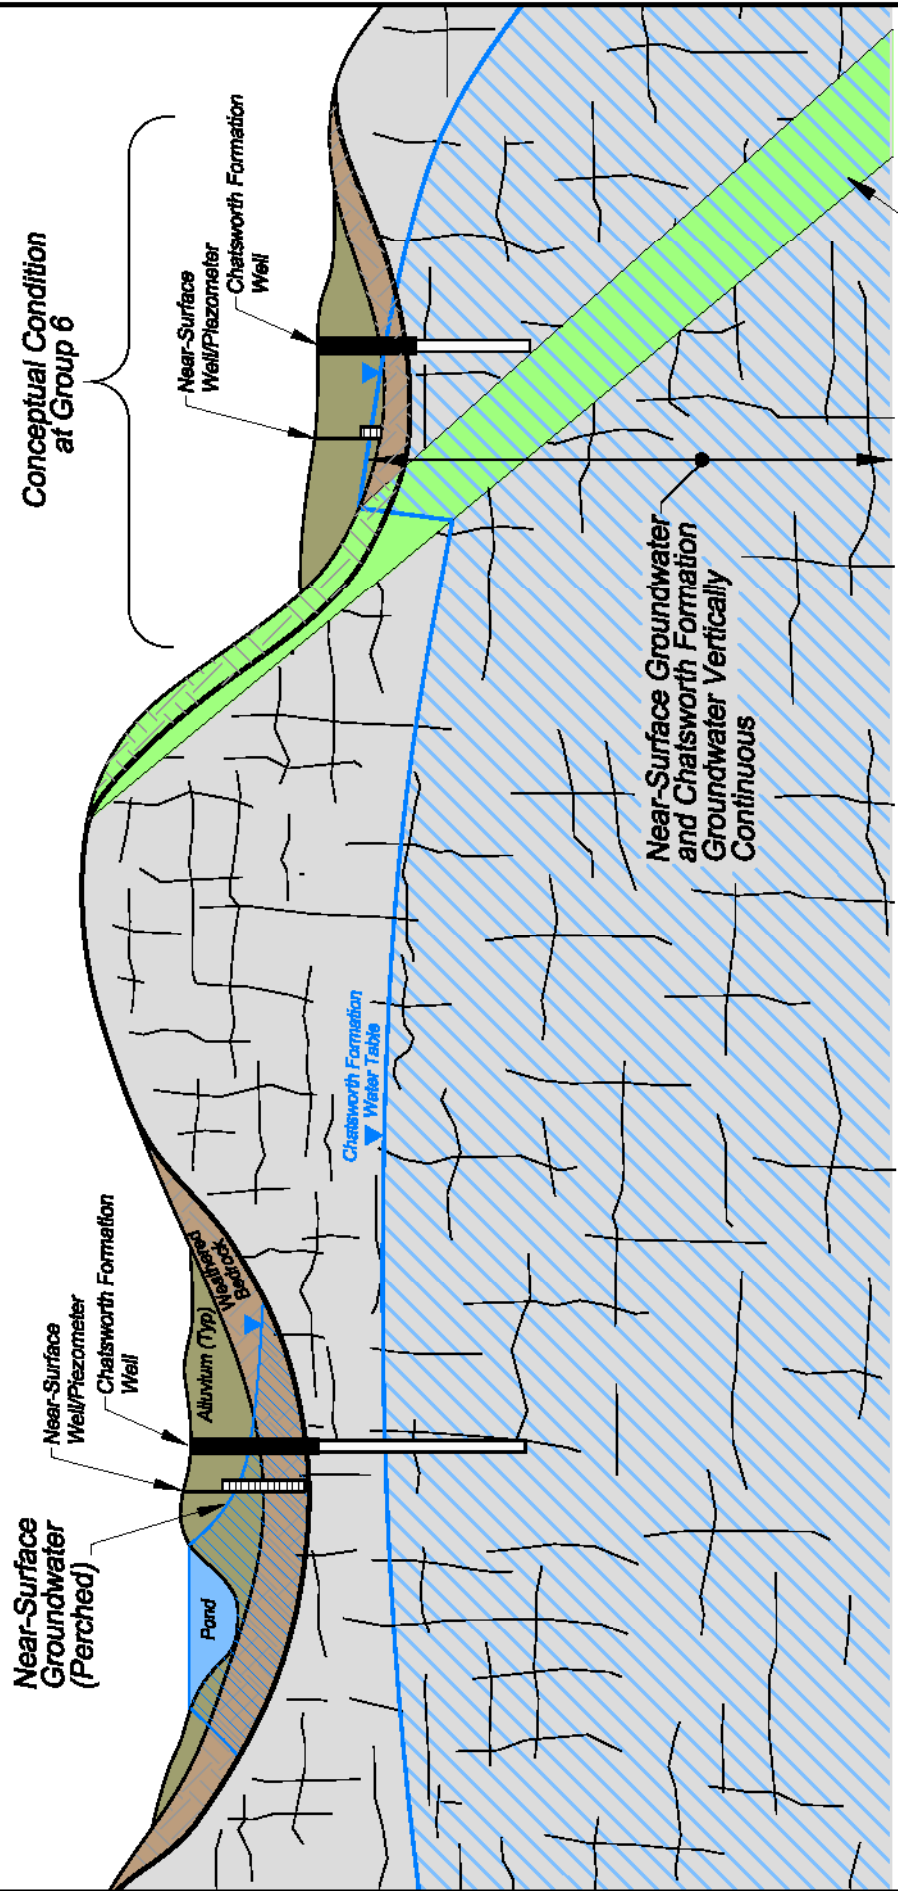 Near-Surface
Groundwater
(Perched)
Near-Surface
Well/Piezometer
Chatsworth Formation
Well
Pond
Alluvium (Typ)
Weathered
Bedrock
Chatsworth Formation
Water Table
Conceptual Condition
at Group 6
Near-Surface
Well/Piezometer
Chatsworth Formation
Well
Near-Surface Groundwater
and Chatsworth Formation
Groundwater Vertically
Continuous